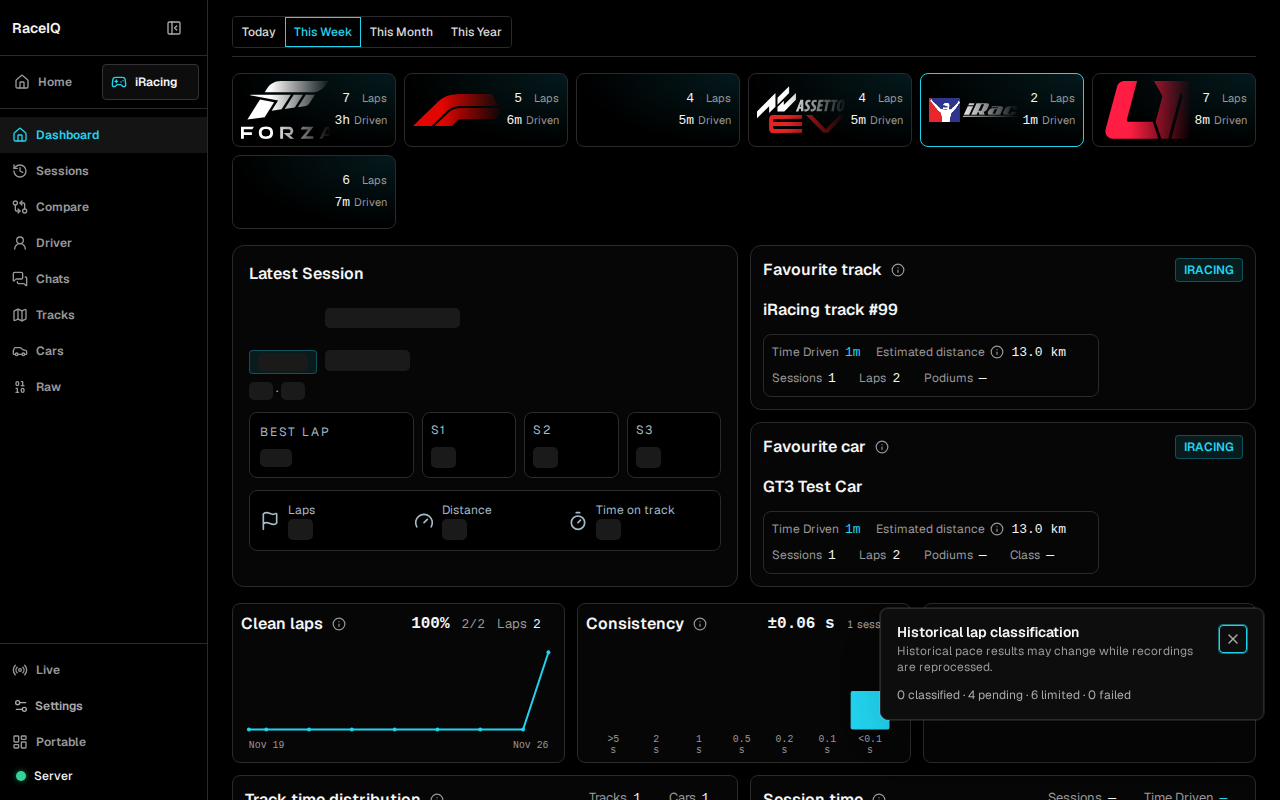 RaceIQ
Home
iRacing
Dashboard
Sessions
Compare
Driver
Chats
Tracks
Cars
Raw
Live
Settings
Portable
Server
Today
This Week
This Month
This Year
FORZA
7 Laps
3h Driven
5 Laps
6m Driven
4 Laps
5m Driven
ASSETTO
EV
4 Laps
5m Driven
iRac
2 Laps
1m Driven
7 Laps
8m Driven
6 Laps
7m Driven
Latest Session
·
BEST LAP
S1
S2
S3
Laps
Distance
Time on track
Favourite track
IRACING
iRacing track #99
Time Driven 1m Estimated distance 13.0 km
Sessions 1 Laps 2 Podiums —
Favourite car
IRACING
GT3 Test Car
Time Driven 1m Estimated distance 13.0 km
Sessions 1 Laps 2 Podiums — Class —
Clean laps
100% 2/2 Laps 2
Nov 19
Nov 26
Consistency
±0.06 s 1 sess
>5 s
2 s
1 s
0.5 s
0.2 s
0.1 s
<0.1 s
Historical lap classification
Historical pace results may change while recordings
are reprocessed.
0 classified · 4 pending · 6 limited · 0 failed
Track time distribution
Tracks 1 Cars 1
Session time
Sessions — Time Driven —